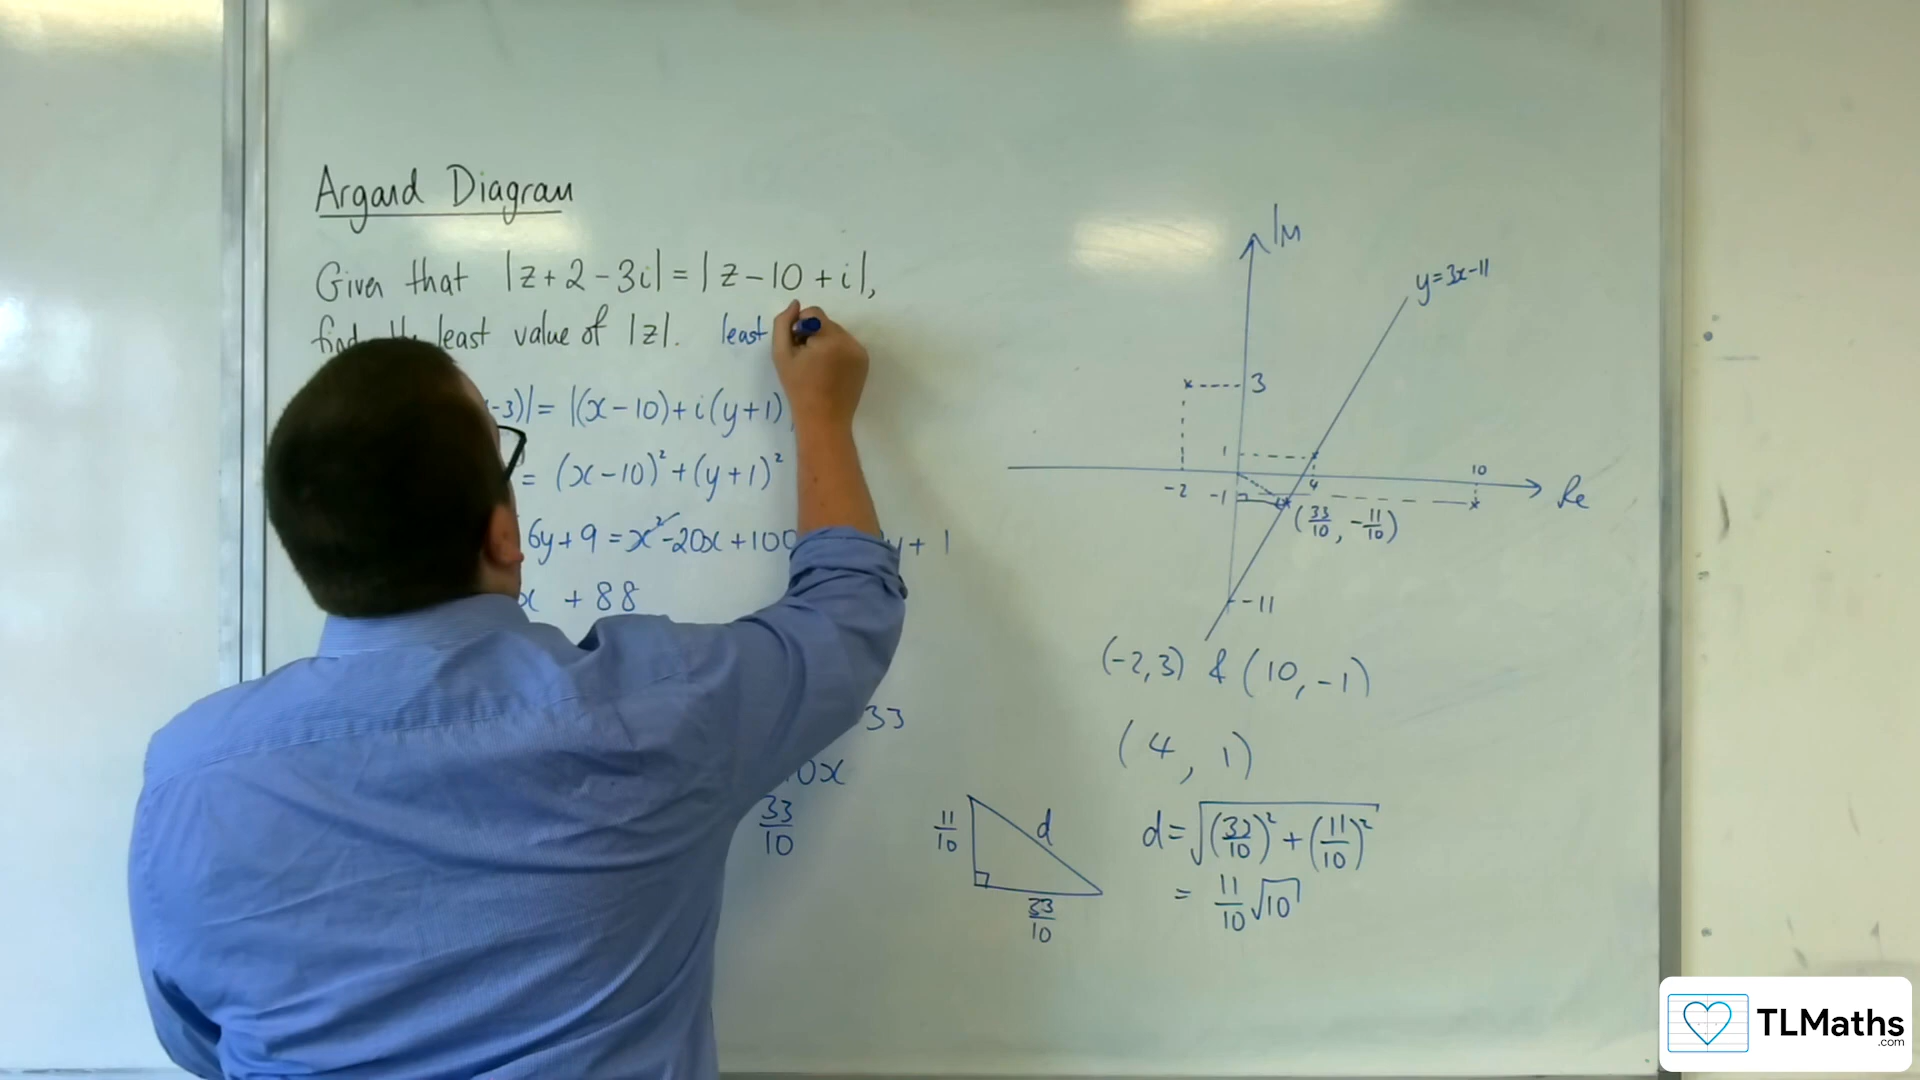 Argand Diagram
Given that |z+2-3i| = |z-10+i|,
least value of |z|. least
-3)| = |(x-10)+i(y+1)
= (x-10)²+(y+1)²
6y+9 = x²-20x+100 y+1
x +88
33
0x
33/10
Im
y=3x-11
3
1
10
-2 -1 4
Re
(33/10, -11/10)
-11
(-2,3) & (10,-1)
(4, 1)
11/10 d
33/10
d = √((33/10)²+(11/10)²)
= 11/10 √10
TLMaths
.com